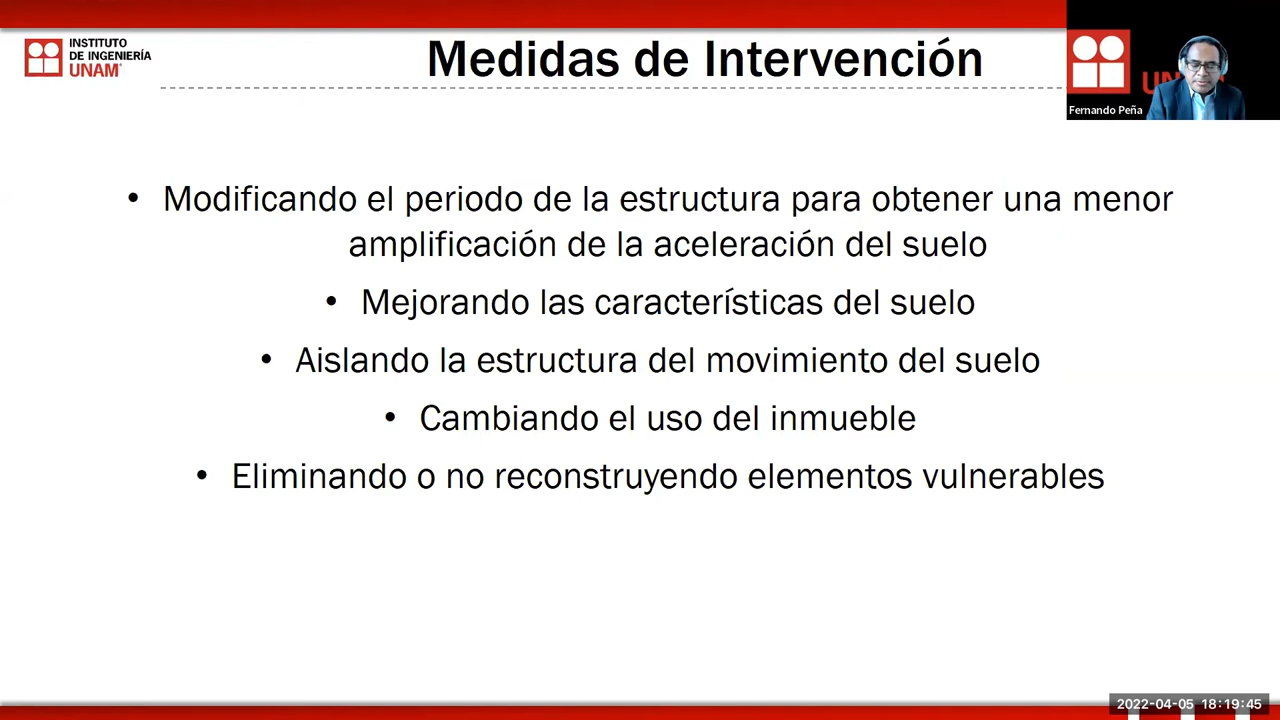 INSTITUTO
DE INGENIERÍA
UNAM
Medidas de Intervención
Fernando Peña
• Modificando el periodo de la estructura para obtener una menor
amplificación de la aceleración del suelo
• Mejorando las características del suelo
• Aislando la estructura del movimiento del suelo
• Cambiando el uso del inmueble
• Eliminando o no reconstruyendo elementos vulnerables
2022-04-05 18:19:45